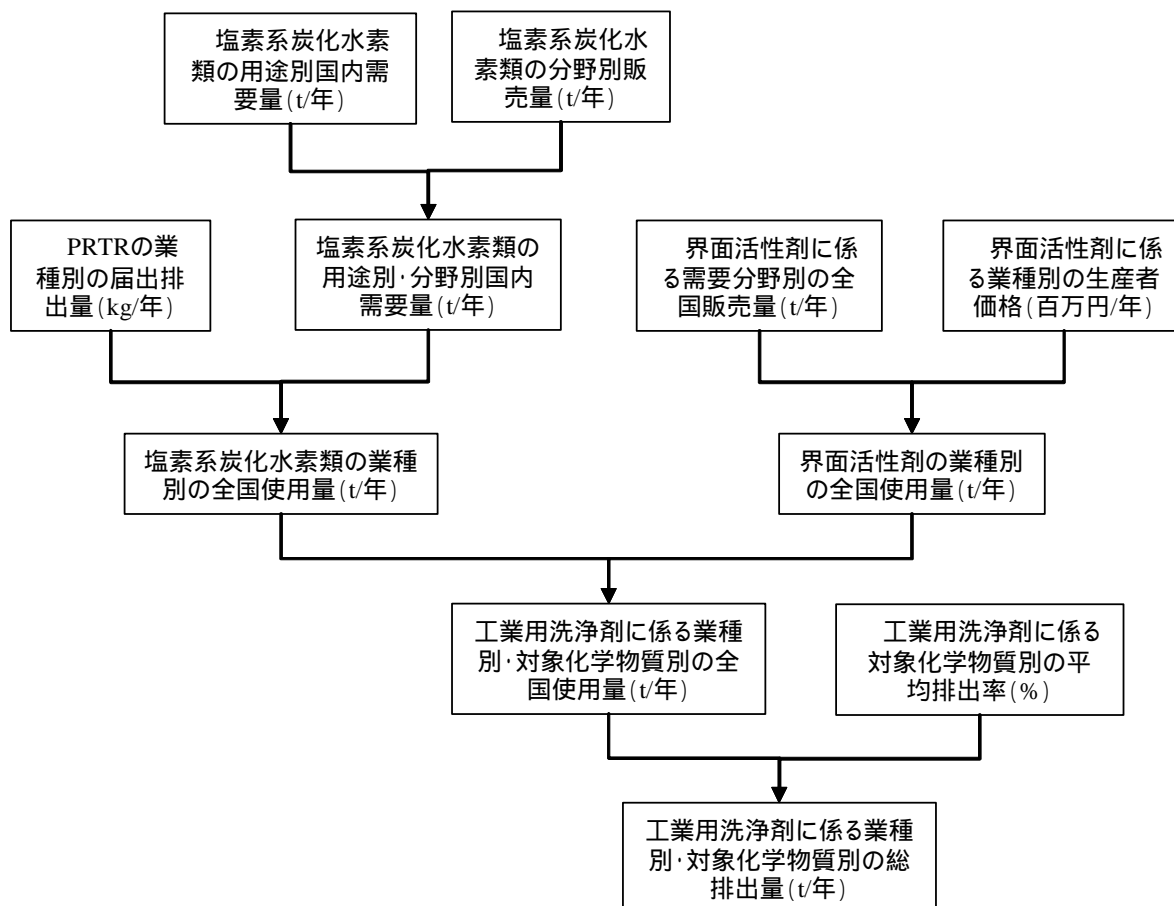 塩素系炭化水素
類の用途別国内需
要量(t/年)
塩素系炭化水
素類の分野別販
売量(t/年)
PRTRの業
種別の届出排
出量(kg/年)
塩素系炭化水素類の
用途別･分野別国内
需要量(t/年)
界面活性剤に係
る需要分野別の全
国販売量(t/年)
界面活性剤に係
る業種別の生産者
価格(百万円/年)
塩素系炭化水素類の業種
別の全国使用量(t/年)
界面活性剤の業種別
の全国使用量(t/年)
工業用洗浄剤に係る業種
別･対象化学物質別の全
国使用量(t/年)
工業用洗浄剤に係る
対象化学物質別の平
均排出率(%)
工業用洗浄剤に係る業種
別･対象化学物質別の総
排出量(t/年)